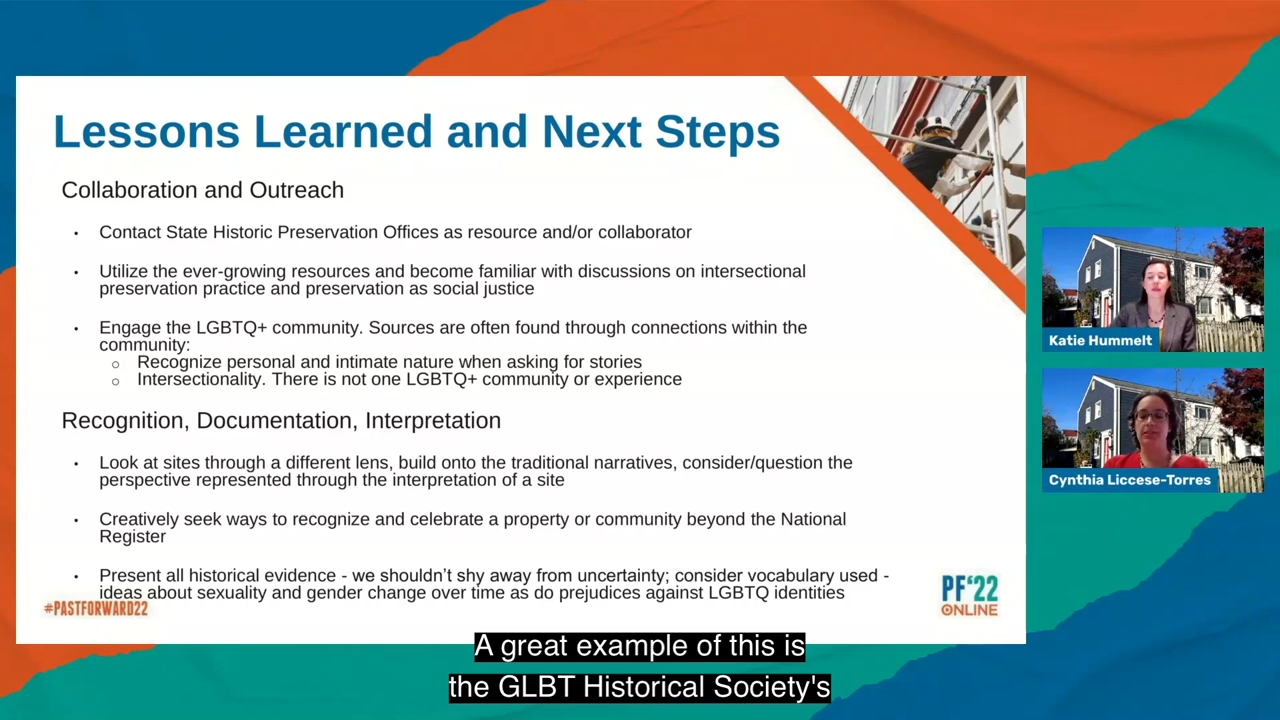 Lessons Learned and Next Steps
Collaboration and Outreach
• Contact State Historic Preservation Offices as resource and/or collaborator
• Utilize the ever-growing resources and become familiar with discussions on intersectional
preservation practice and preservation as social justice
• Engage the LGBTQ+ community. Sources are often found through connections within the
community:
o Recognize personal and intimate nature when asking for stories
o Intersectionality. There is not one LGBTQ+ community or experience
Recognition, Documentation, Interpretation
• Look at sites through a different lens, build onto the traditional narratives, consider/question the
perspective represented through the interpretation of a site
• Creatively seek ways to recognize and celebrate a property or community beyond the National
Register
• Present all historical evidence - we shouldn’t shy away from uncertainty; consider vocabulary used -
ideas about sexuality and gender change over time as do prejudices against LGBTQ identities
#PASTFORWARD22
PF‘22
ONLINE
Katie Hummelt
Cynthia Liccese-Torres
A great example of this is
the GLBT Historical Society's